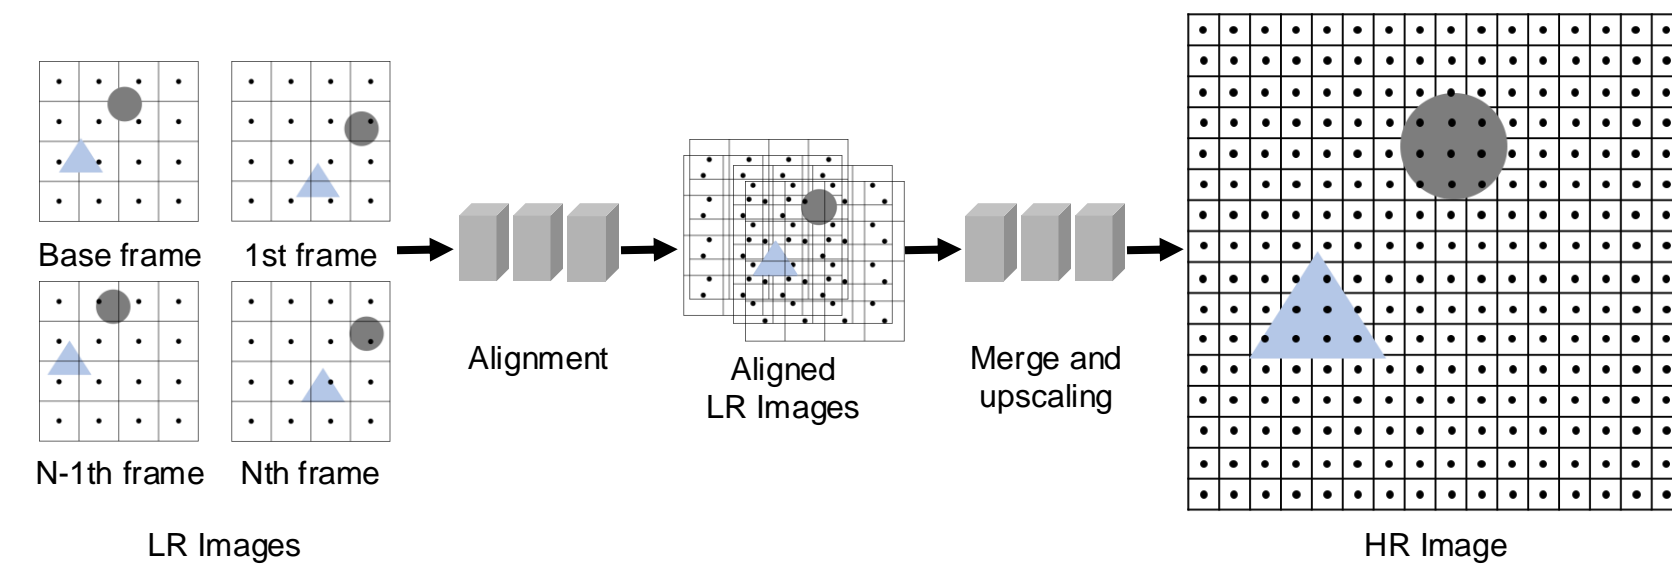 Base frame
1st frame
N-1th frame
Nth frame
LR Images
Alignment
Aligned
LR Images
Merge and
upscaling
HR Image